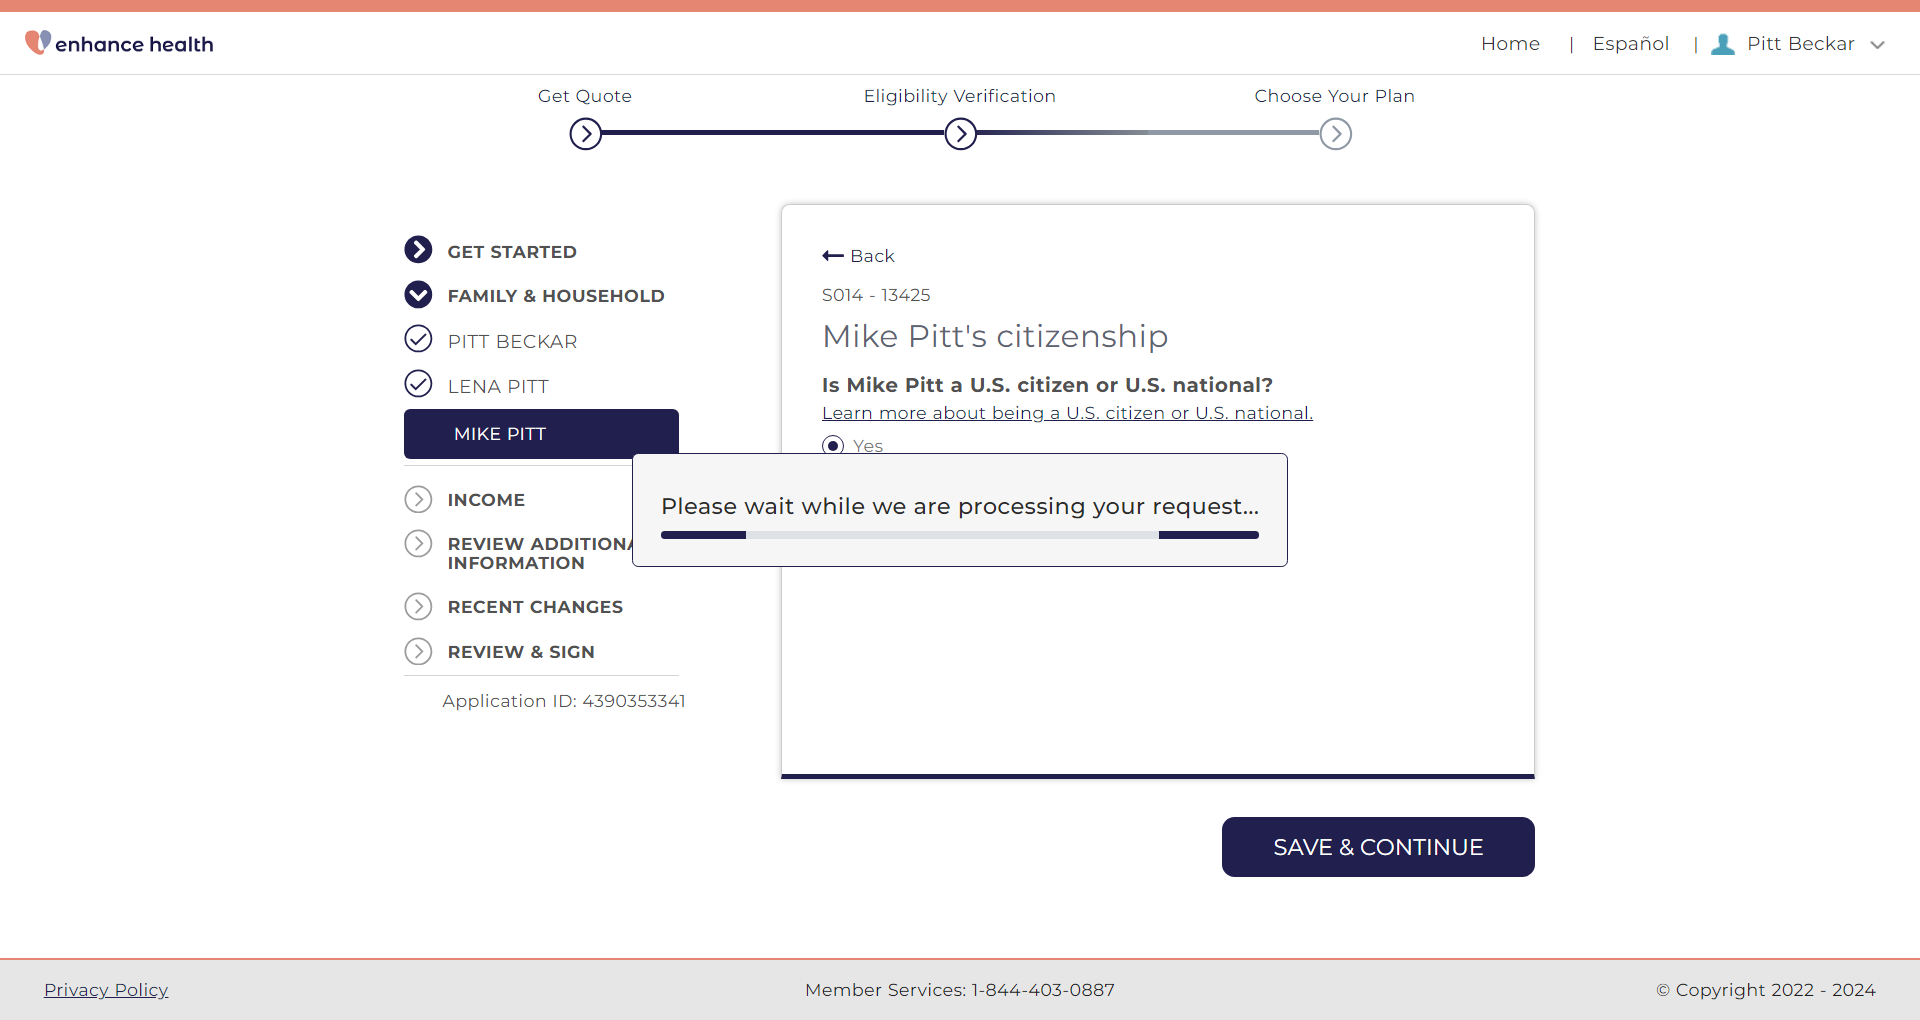 enhance health
Home | Español | Pitt Beckar
Get Quote
Eligibility Verification
Choose Your Plan
GET STARTED
FAMILY & HOUSEHOLD
PITT BECKAR
LENA PITT
MIKE PITT
INCOME
REVIEW ADDITIONA
INFORMATION
RECENT CHANGES
REVIEW & SIGN
Application ID: 4390353341
Back
S014 - 13425
Mike Pitt's citizenship
Is Mike Pitt a U.S. citizen or U.S. national?
Learn more about being a U.S. citizen or U.S. national.
Yes
Please wait while we are processing your request...
SAVE & CONTINUE
Privacy Policy
Member Services: 1-844-403-0887
© Copyright 2022 - 2024